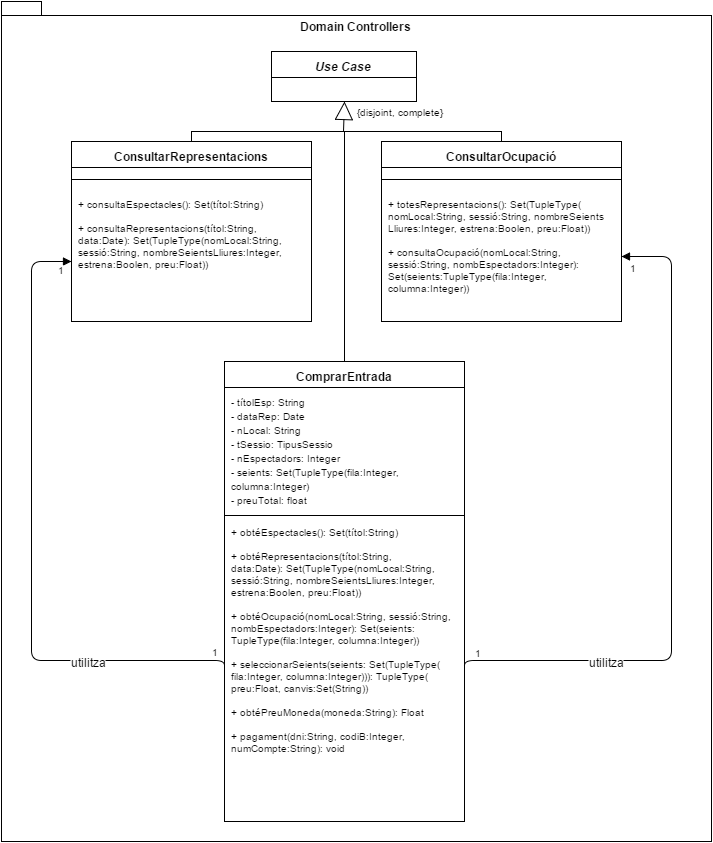 Domain Controllers
Use Case
{disjoint, complete}
ConsultarRepresentacions
+ consultaEspectacles(): Set(títol:String)
+ consultaRepresentations(títol:String,
data:Date): Set(TupleType(nomLocal:String,
sessió:String, nombreSeientsLliures:Integer,
estrena:Boolen, preu:Float))
1
ConsultarOcupació
+ totesRepresentacions(): Set(TupleType(
nomLocal:String, sessió:String, nombreSeients
Lliures:Integer, estrena:Boolen, preu:Float))
+ consultaOcupació(nomLocal:String,
sessió:String, nombEspectadors:Integer):
Set(seients:TupleType(fila:Integer,
columna:Integer))
1
ComprarEntrada
- títolEsp: String
- dataRep: Date
- nLocal: String
- tSessio: TipusSessio
- nEspectadors: Integer
- seients: Set(TupleType(fila:Integer,
columna:Integer)
- preuTotal: float
+ obtéEspectacles(): Set(títol:String)
+ obtéRepresentations(títol:String,
data:Date): Set(TupleType(nomLocal:String,
sessió:String, nombreSeientsLliures:Integer,
estrena:Boolen, preu:Float))
+ obtéOcupació(nomLocal:String, sessió:String,
nombEspectadors:Integer): Set(seients:
TupleType(fila:Integer, columna:Integer))
+ seleccionarSeients(seients: Set(TupleType(
fila:Integer, columna:Integer))): TupleType(
preu:Float, canvis:Set(String))
+ obtéPreuMoneda(moneda:String): Float
+ pagament(dni:String, codiB:Integer,
numCompte:String): void
1
utilitza
1
utilitza